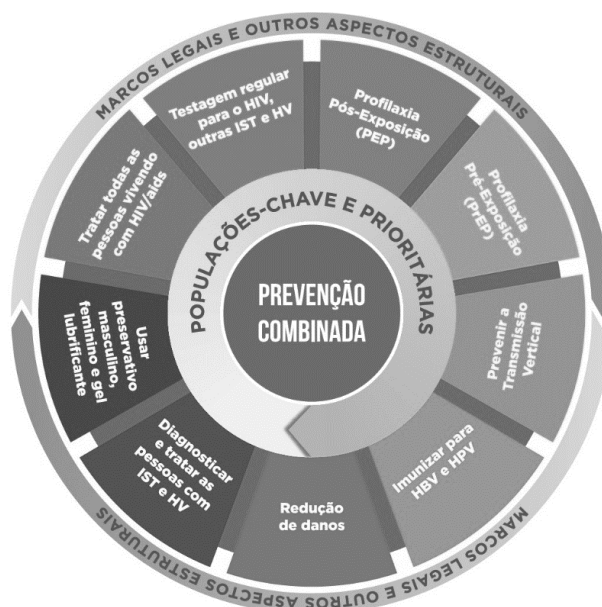 MARCOS LEGAIS E OUTROS ASPECTOS ESTRUTURAIS
Testagem regular
para o HIV,
outras IST e HV
Profilaxia
Pós-Exposição
(PEP)
Profilaxia
Pré-Exposição
(PrEP)
Prevenir a
Transmissão
Vertical
Imunizar para
HBV e HPV
Redução
de danos
Diagnosticar
e tratar as
pessoas com
IST e HV
Usar
preservativo
masculino,
feminino e gel
lubrificante
Tratar todas as
pessoas vivendo
com HIV/aids
POPULAÇÕES-CHAVE E PRIORITÁRIAS
PREVENÇÃO
COMBINADA
MARCOS LEGAIS E OUTROS ASPECTOS ESTRUTURAIS